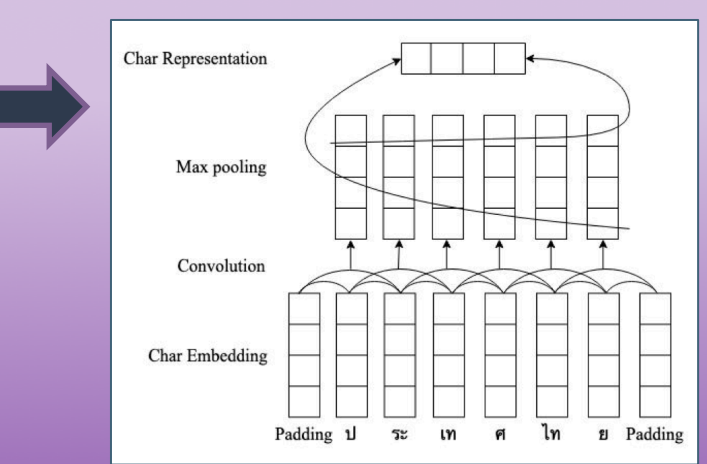 Char Representation
Max pooling
Convolution
Char Embedding
Padding ป ระ เท ศ ไท ย Padding